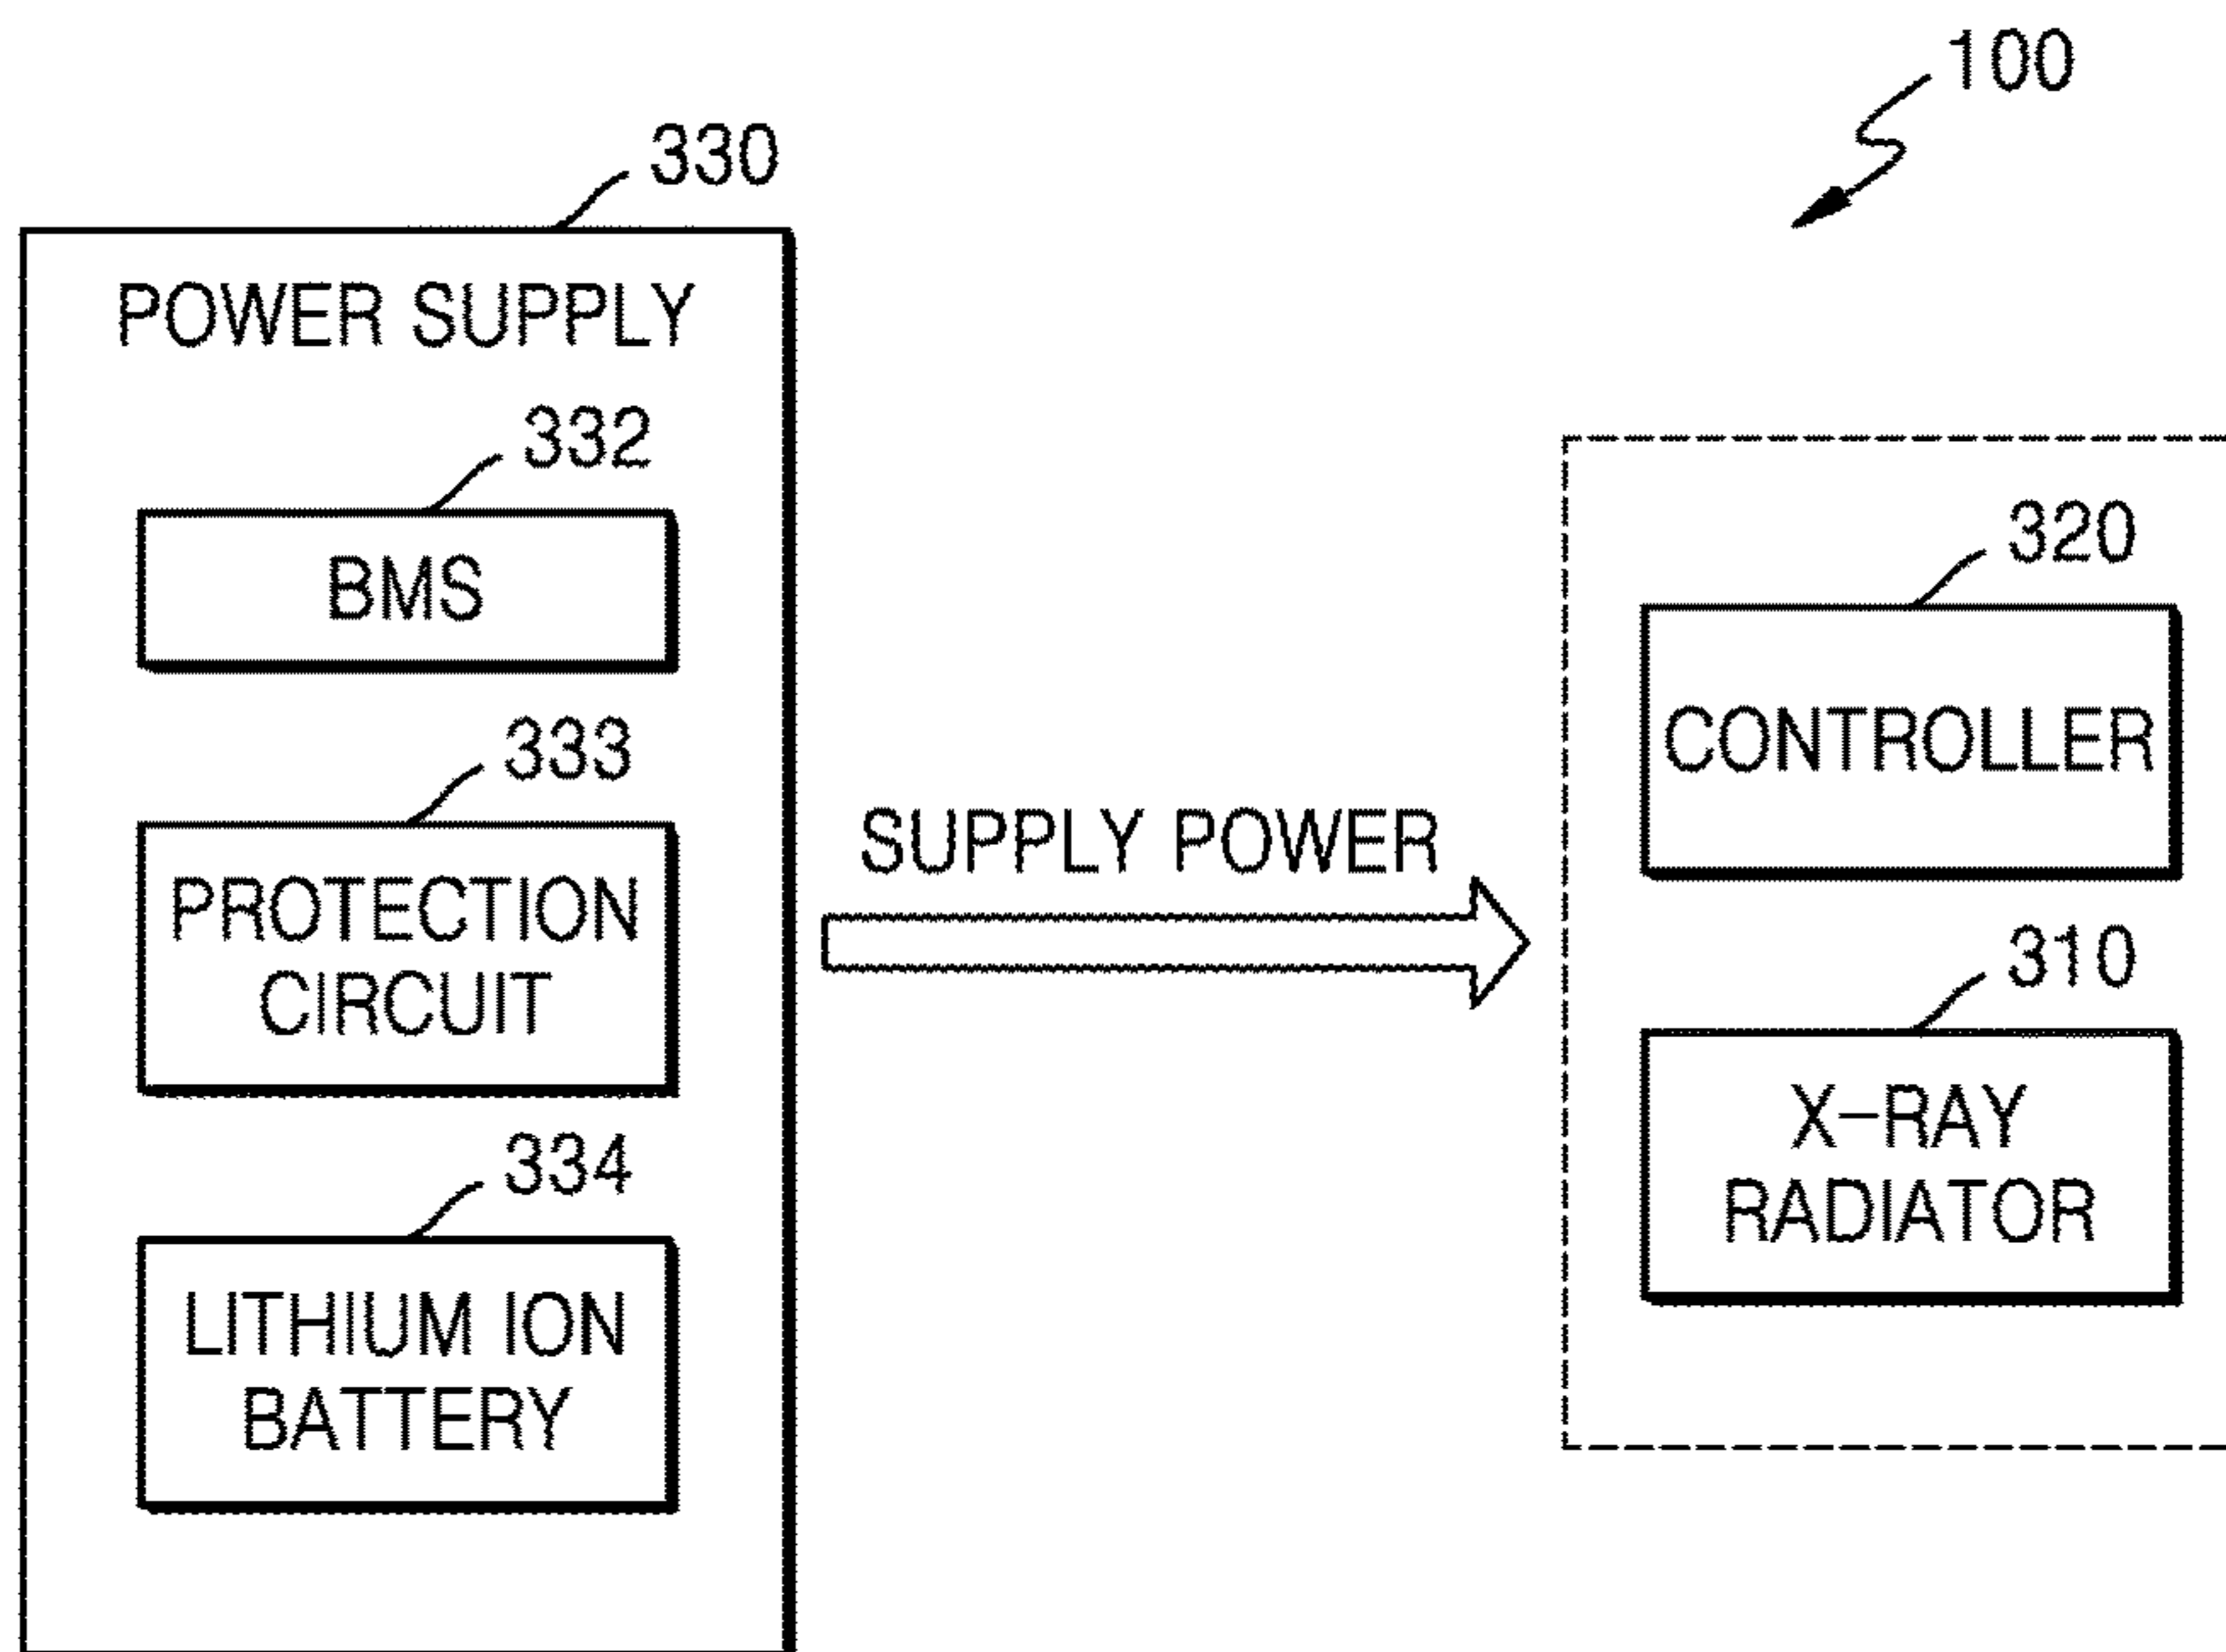 100
330
POWER SUPPLY
332
BMS
333
PROTECTION
CIRCUIT
334
LITHIUM ION
BATTERY
SUPPLY POWER
320
CONTROLLER
310
X-RAY
RADIATOR